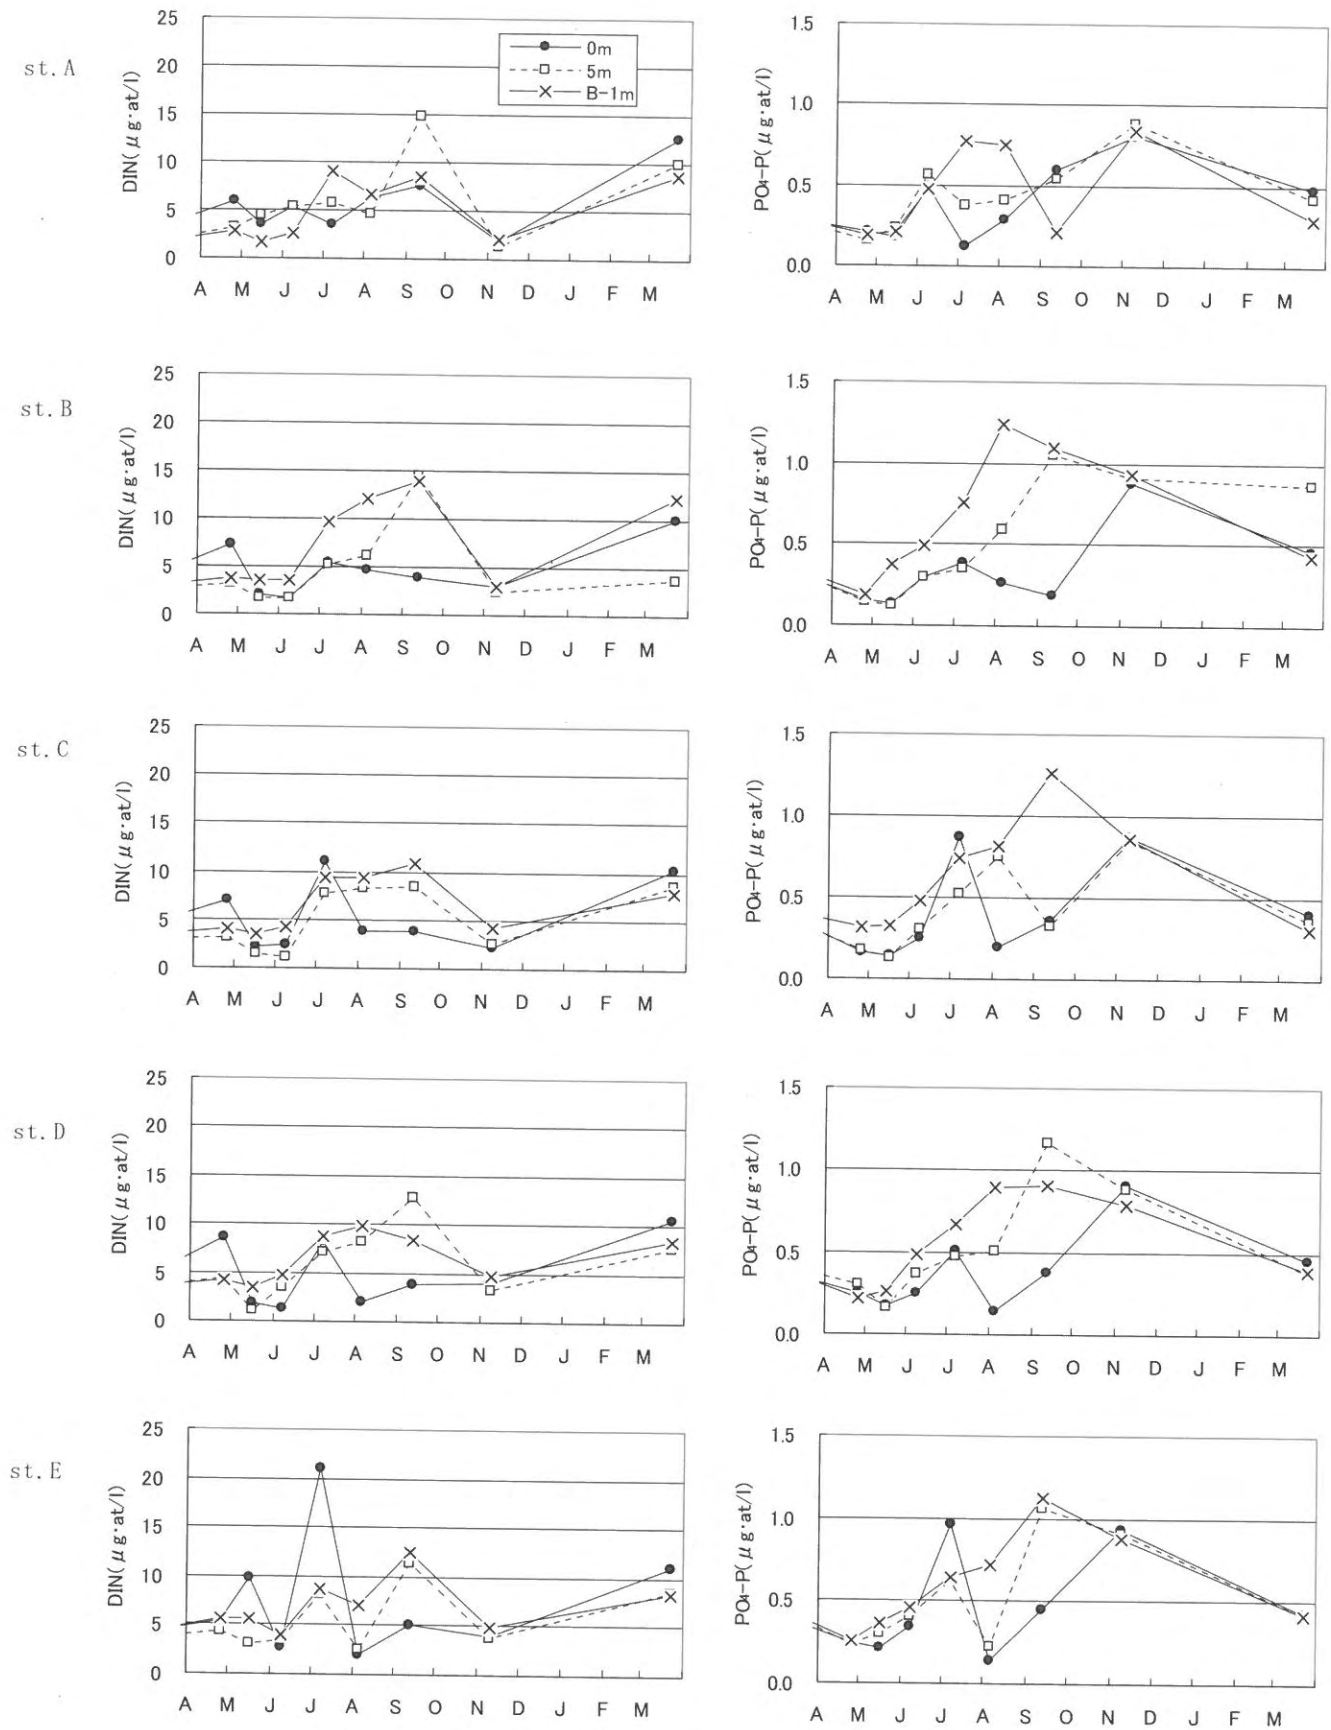 st.A
DIN(μg·at/l)
25
20
15
10
5
0
0m
5m
B-1m
A M J J A S O N D J F M
PO4-P(μg·at/l)
1.5
1.0
0.5
0.0
A M J J A S O N D J F M
st.B
DIN(μg·at/l)
25
20
15
10
5
0
A M J J A S O N D J F M
PO4-P(μg·at/l)
1.5
1.0
0.5
0.0
A M J J A S O N D J F M
st.C
DIN(μg·at/l)
25
20
15
10
5
0
A M J J A S O N D J F M
PO4-P(μg·at/l)
1.5
1.0
0.5
0.0
A M J J A S O N D J F M
st.D
DIN(μg·at/l)
25
20
15
10
5
0
A M J J A S O N D J F M
PO4-P(μg·at/l)
1.5
1.0
0.5
0.0
A M J J A S O N D J F M
st.E
DIN(μg·at/l)
25
20
15
10
5
0
A M J J A S O N D J F M
PO4-P(μg·at/l)
1.5
1.0
0.5
0.0
A M J J A S O N D J F M